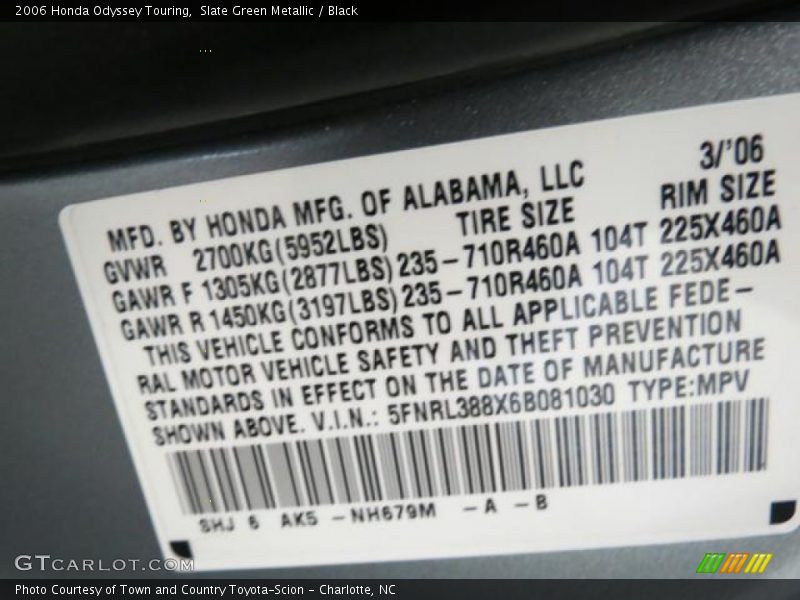 2006 Honda Odyssey Touring, Slate Green Metallic / Black
3/'06
MFD. BY HONDA MFG. OF ALABAMA, LLC
GVWR 2700KG(5952LBS) TIRE SIZE RIM SIZE
GAWR F 1305KG(2877LBS) 235-710R460A 104T 225X460A
GAWR R 1450KG(3197LBS) 235-710R460A 104T 225X460A
THIS VEHICLE CONFORMS TO ALL APPLICABLE FEDE-
RAL MOTOR VEHICLE SAFETY AND THEFT PREVENTION
STANDARDS IN EFFECT ON THE DATE OF MANUFACTURE
SHOWN ABOVE. V.I.N.: 5FNRL388X6B081030 TYPE:MPV
SHJ 6 AK5 -NH679M -A -B
GTCARLOT.COM
Photo Courtesy of Town and Country Toyota-Scion - Charlotte, NC